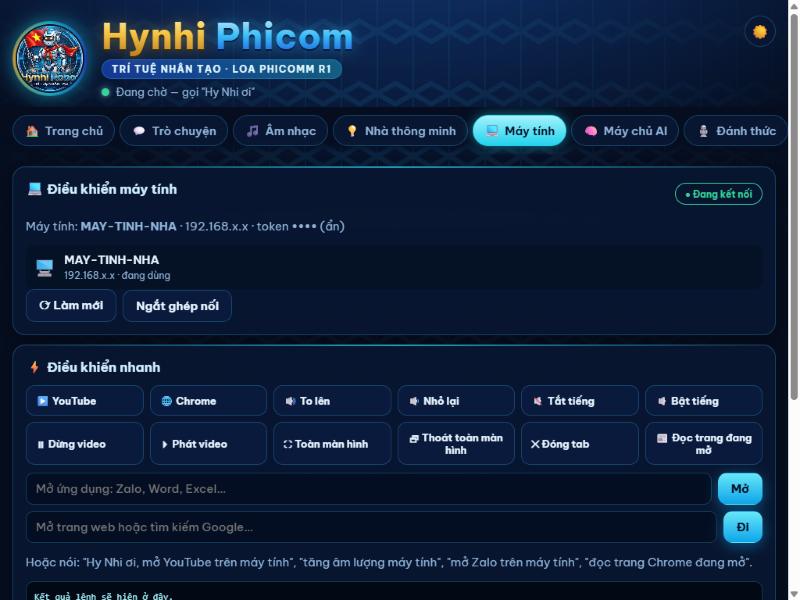 Hynhi Phicom
TRÍ TUỆ NHÂN TẠO · LOA PHICOMM R1
Đang chờ — gọi "Hy Nhi ơi"
Trang chủ
Trò chuyện
Âm nhạc
Nhà thông minh
Máy tính
Máy chủ AI
Đánh thức
Điều khiển máy tính
• Đang kết nối
Máy tính: MAY-TINH-NHA · 192.168.x.x · token •••• (ẩn)
MAY-TINH-NHA
192.168.x.x · đang dùng
Làm mới
Ngắt ghép nối
Điều khiển nhanh
YouTube
Chrome
To lên
Nhỏ lại
Tắt tiếng
Bật tiếng
Dừng video
Phát video
Toàn màn hình
Thoát toàn màn hình
Đóng tab
Đọc trang đang mở
Mở ứng dụng: Zalo, Word, Excel...
Mở
Mở trang web hoặc tìm kiếm Google...
Đi
Hoặc nói: "Hy Nhi ơi, mở YouTube trên máy tính", "tăng âm lượng máy tính", "mở Zalo trên máy tính", "đọc trang Chrome đang mở".
Kết quả lệnh sẽ hiện ở đây.